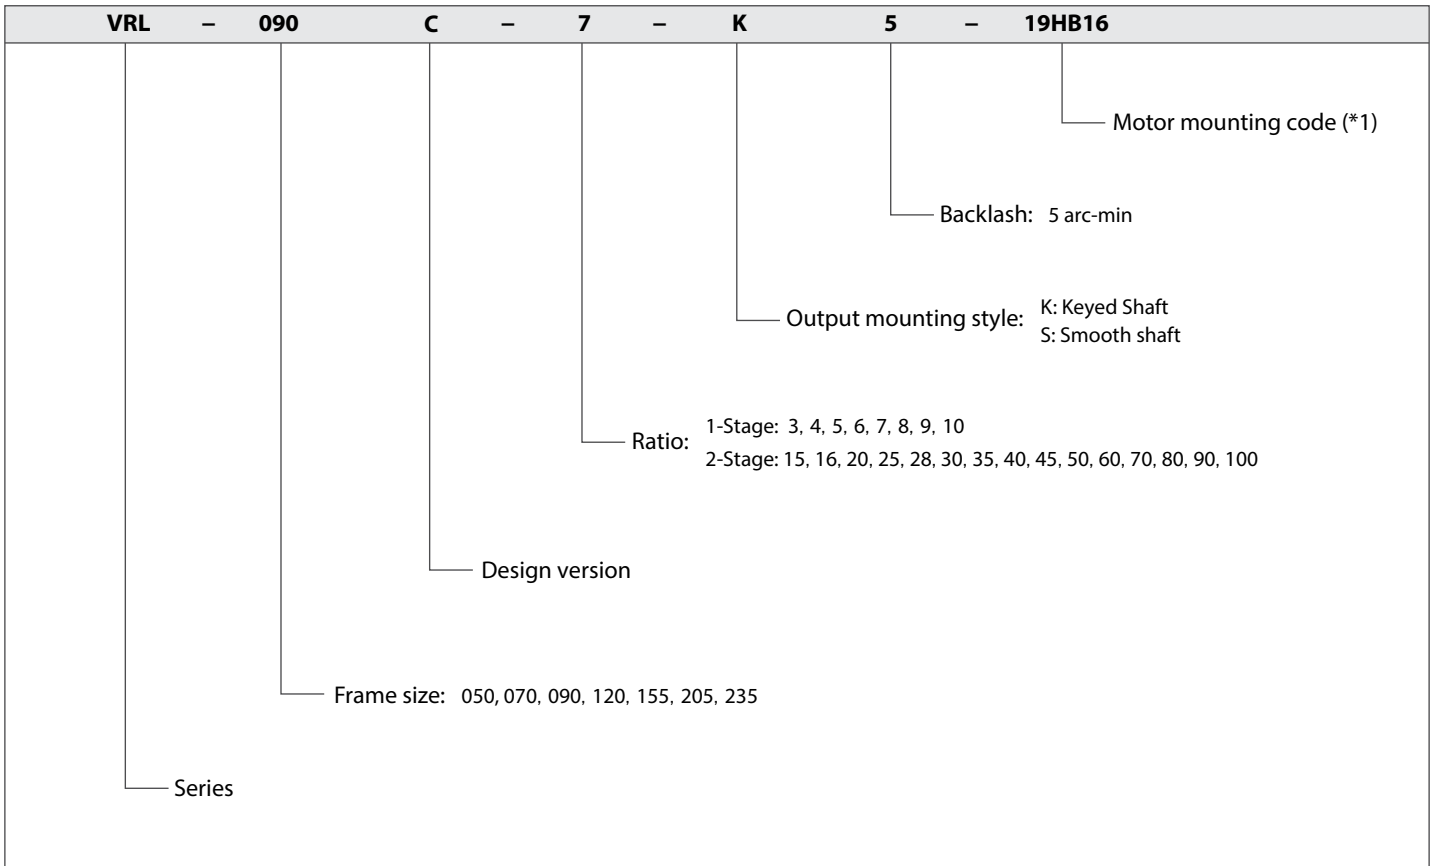 VRL – 090 C – 7 – K 5 – 19HB16
Motor mounting code (*1)
Backlash: 5 arc-min
Output mounting style: K: Keyed Shaft
S: Smooth shaft
Ratio: 1-Stage: 3, 4, 5, 6, 7, 8, 9, 10
2-Stage: 15, 16, 20, 25, 28, 30, 35, 40, 45, 50, 60, 70, 80, 90, 100
Design version
Frame size: 050, 070, 090, 120, 155, 205, 235
Series